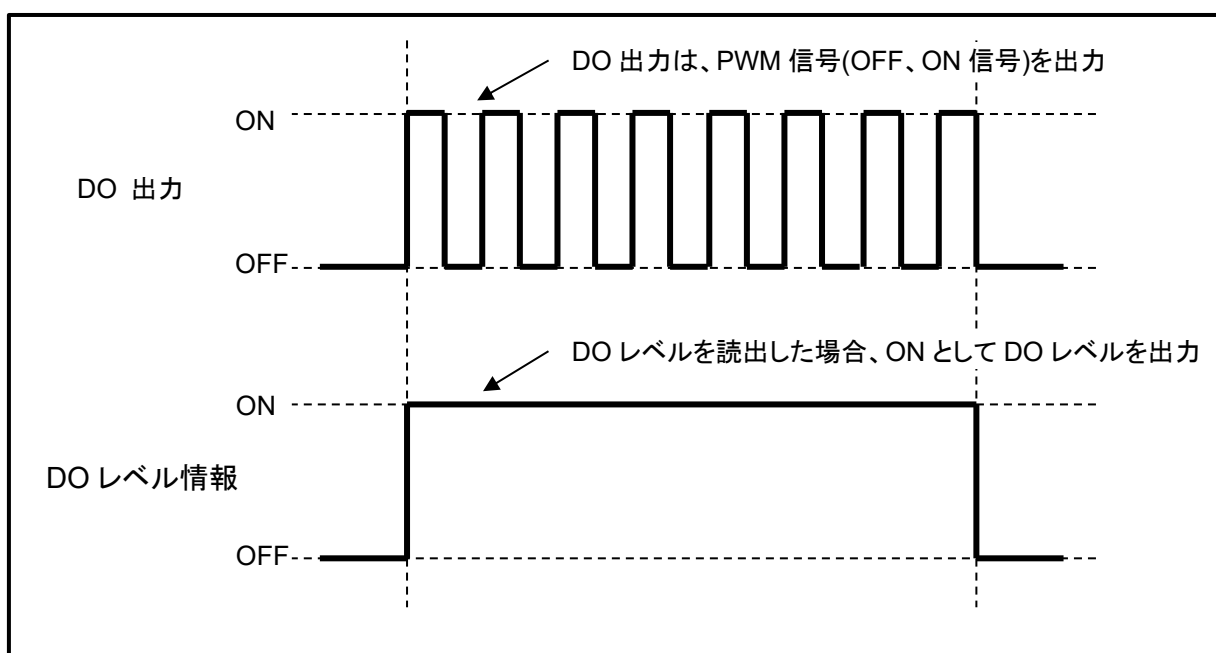 DO 出力は、PWM 信号(OFF、ON 信号)を出力
ON
DO 出力
OFF
DO レベルを読出した場合、ON として DO レベルを出力
ON
DO レベル情報
OFF